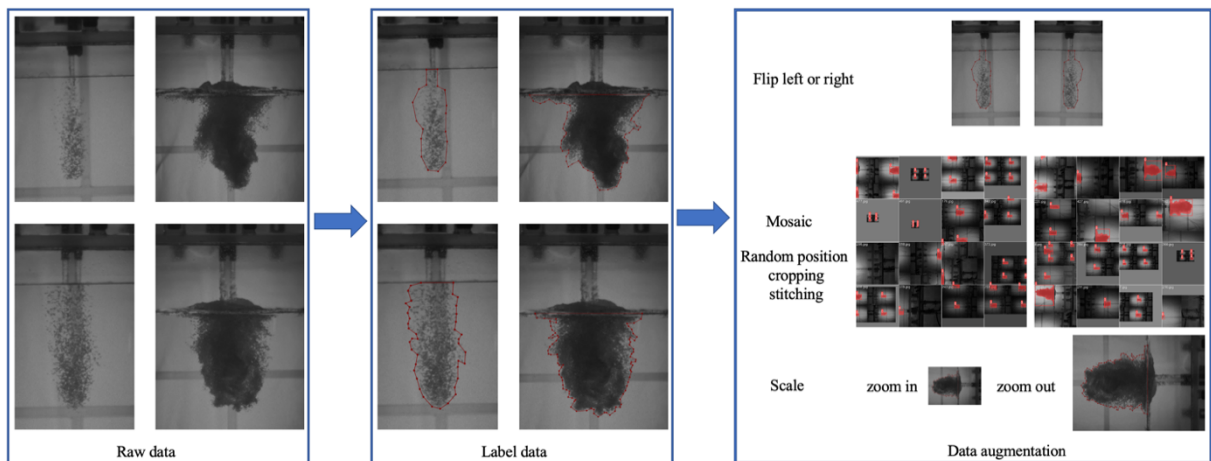 Flip left or right
Mosaic
Random position
cropping
stitching
Scale
zoom in
zoom out
Raw data
Label data
Data augmentation